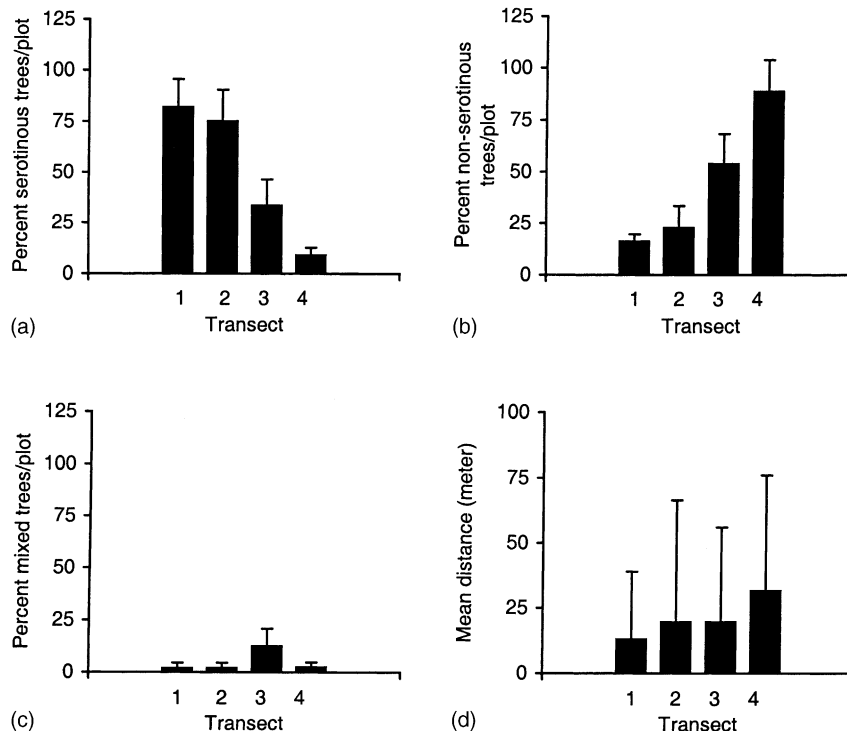 Percent serotinous trees/plot
125
100
75
50
25
0
1 2 3 4
Transect
(a)
Percent non-serotinous
trees/plot
125
100
75
50
25
0
1 2 3 4
Transect
(b)
Percent mixed trees/plot
125
100
75
50
25
0
1 2 3 4
Transect
(c)
Mean distance (meter)
100
75
50
25
0
1 2 3 4
Transect
(d)